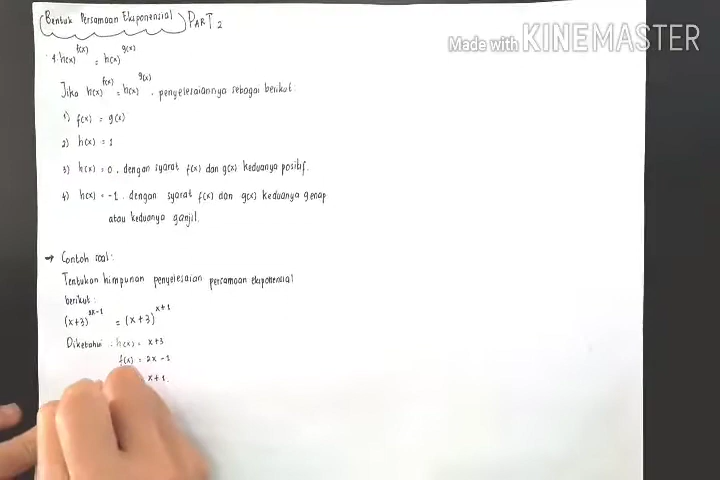 Bentuk Persamaan Eksponensial PART 2
Made with KINEMASTER
4. h(x)^f(x) = h(x)^g(x)
Jika h(x)^f(x) = h(x)^g(x), penyelesaiannya sebagai berikut:
1) f(x) = g(x)
2) h(x) = 1
3) h(x) = 0, dengan syarat f(x) dan g(x) keduanya positif.
4) h(x) = -1, dengan syarat f(x) dan g(x) keduanya genap
atau keduanya ganjil.
→ Contoh soal:
Tentukan himpunan penyelesaian persamaan eksponensial
berikut:
(x+3)^2x-1 = (x+3)^x+1
Diketahui : h(x) = x+3
f(x) = 2x -1
x+1.